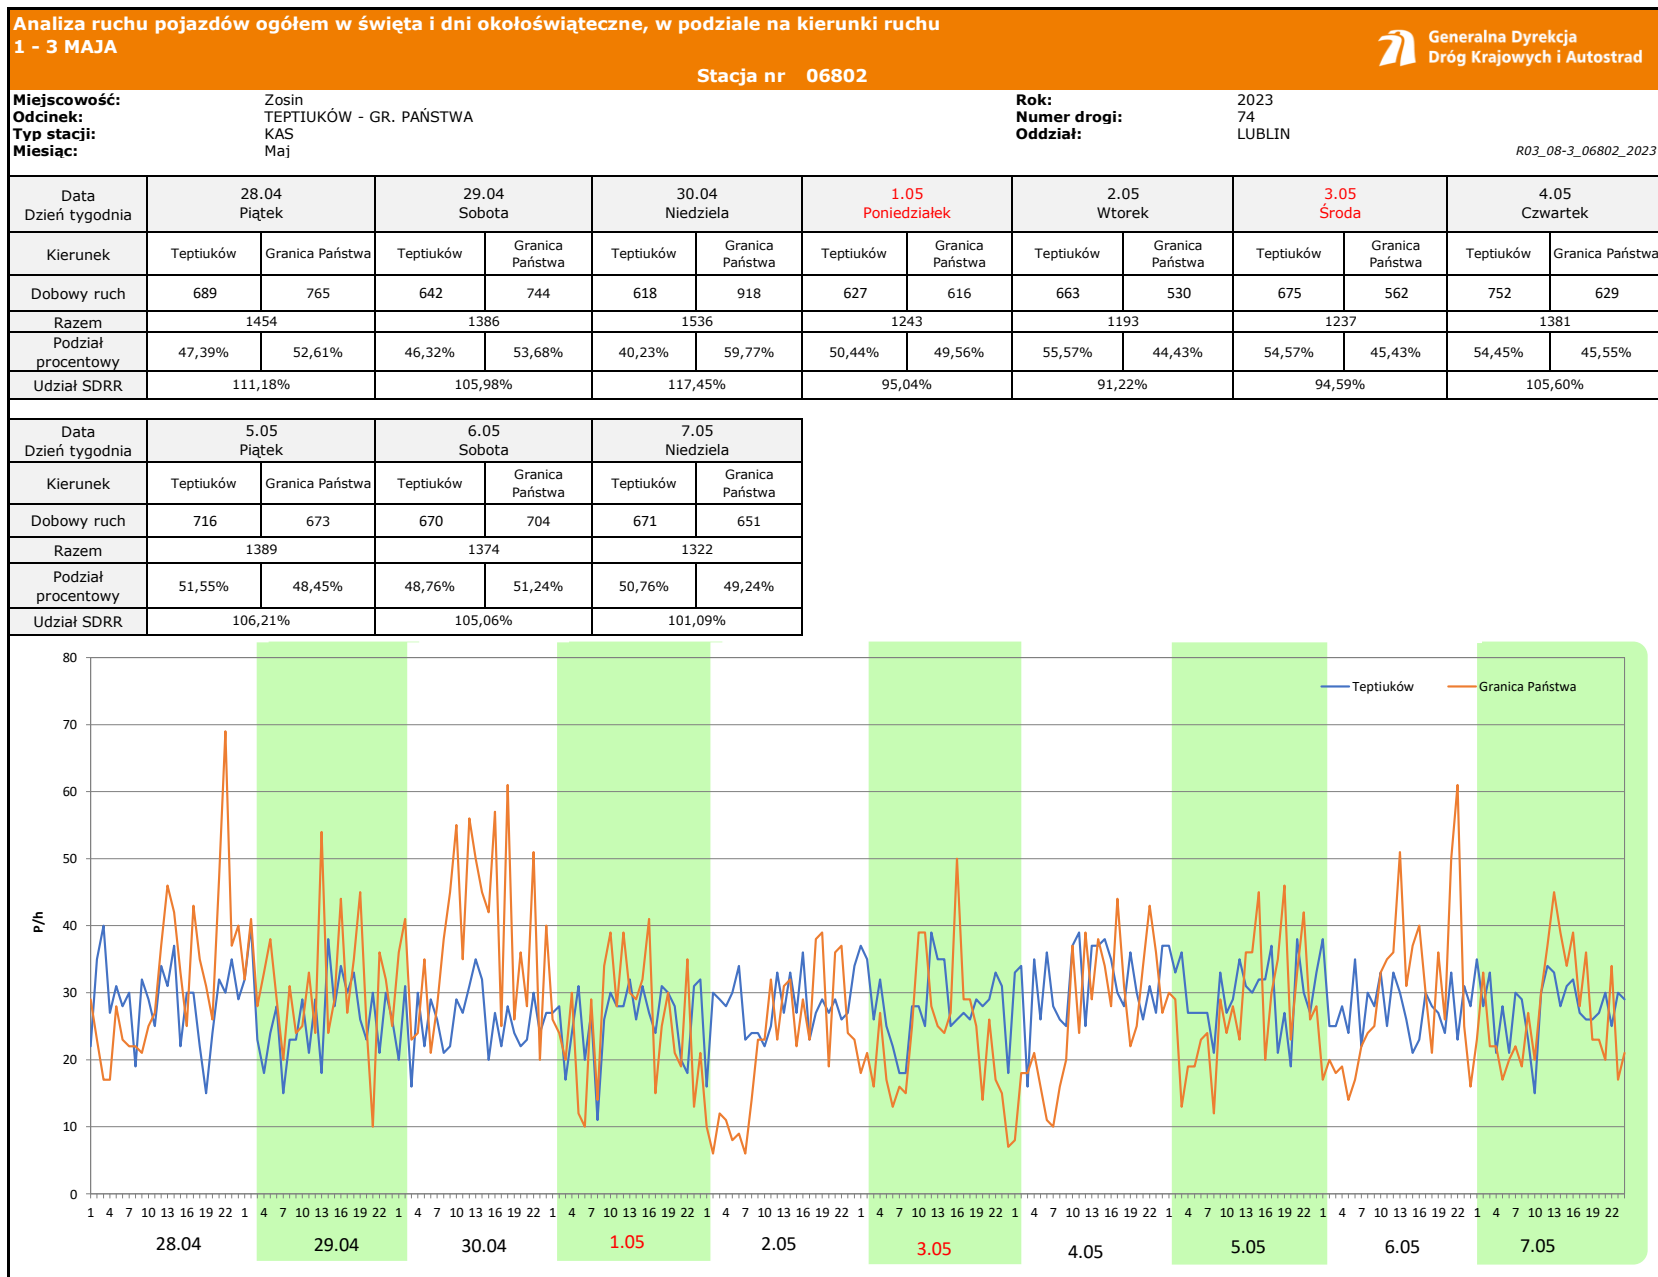 Analiza ruchu pojazdów ogółem w święta i dni okołoświąteczne, w podziale na kierunki ruchu
1 - 3 MAJA
Generalna Dyrekcja
Dróg Krajowych i Autostrad
Stacja nr 06802
Miejscowość: Zosin Rok: 2023
Odcinek: TEPTIUKÓW - GR. PAŃSTWA Numer drogi: 74
Typ stacji: KAS Oddział: LUBLIN
Miesiąc: Maj R03_08-3_06802_2023
Data 28.04 29.04 30.04 1.05 2.05 3.05 4.05
Dzień tygodnia Piątek Sobota Niedziela Poniedziałek Wtorek Środa Czwartek
Kierunek Teptiuków Granica Państwa Teptiuków Granica Państwa Teptiuków Granica Państwa Teptiuków Granica Państwa Teptiuków Granica Państwa Teptiuków Granica Państwa Teptiuków Granica Państwa
Dobowy ruch 689 765 642 744 618 918 627 616 663 530 675 562 752 629
Razem 1454 1386 1536 1243 1193 1237 1381
Podział procentowy 47,39% 52,61% 46,32% 53,68% 40,23% 59,77% 50,44% 49,56% 55,57% 44,43% 54,57% 45,43% 54,45% 45,55%
Udział SDRR 111,18% 105,98% 117,45% 95,04% 91,22% 94,59% 105,60%
Data 5.05 6.05 7.05
Dzień tygodnia Piątek Sobota Niedziela
Kierunek Teptiuków Granica Państwa Teptiuków Granica Państwa Teptiuków Granica Państwa
Dobowy ruch 716 673 670 704 671 651
Razem 1389 1374 1322
Podział procentowy 51,55% 48,45% 48,76% 51,24% 50,76% 49,24%
Udział SDRR 106,21% 105,06% 101,09%
80
Teptiuków Granica Państwa
70
60
50
40
P/h
30
20
10
0
1 4 7 10 13 16 19 22 1 4 7 10 13 16 19 22 1 4 7 10 13 16 19 22 1 4 7 10 13 16 19 22 1 4 7 10 13 16 19 22 1 4 7 10 13 16 19 22 1 4 7 10 13 16 19 22 1 4 7 10 13 16 19 22 1 4 7 10 13 16 19 22 1 4 7 10 13 16 19 22
28.04 29.04 30.04 1.05 2.05 3.05 4.05 5.05 6.05 7.05